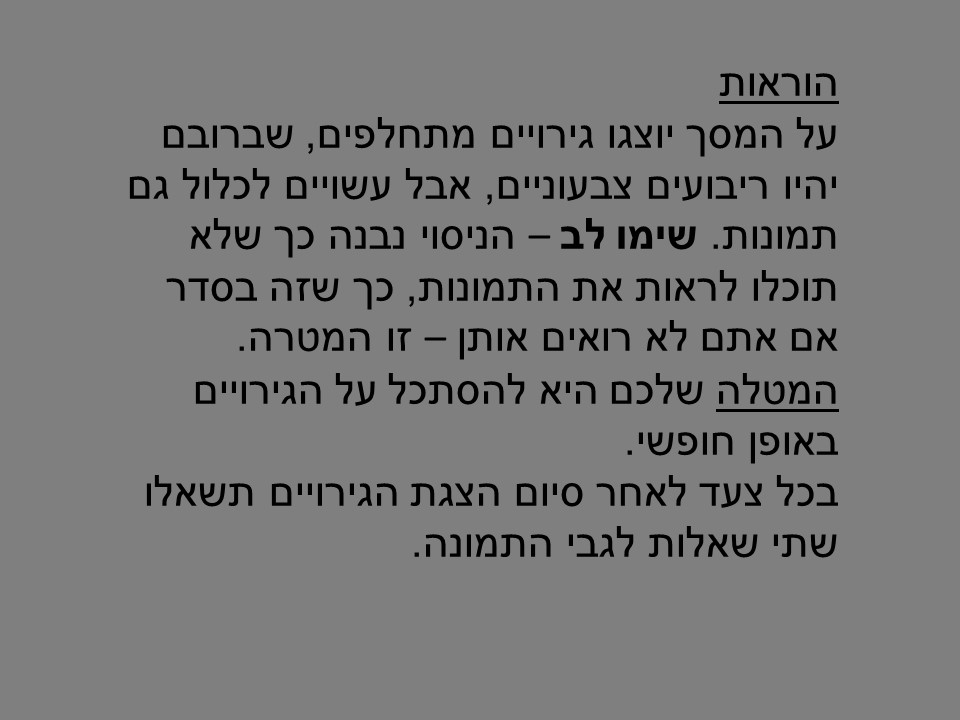 הוראות
על המסך יוצגו גירויים מתחלפים, שברובם
יהיו ריבועים צבעוניים, אבל עשויים לכלול גם
תמונות. שימו לב – הניסוי נבנה כך שלא
תוכלו לראות את התמונות, כך שזה בסדר
אם אתם לא רואים אותן – זו המטרה.
המטלה שלכם היא להסתכל על הגירויים
באופן חופשי.
בכל צעד לאחר סיום הצגת הגירויים תשאלו
שתי שאלות לגבי התמונה.